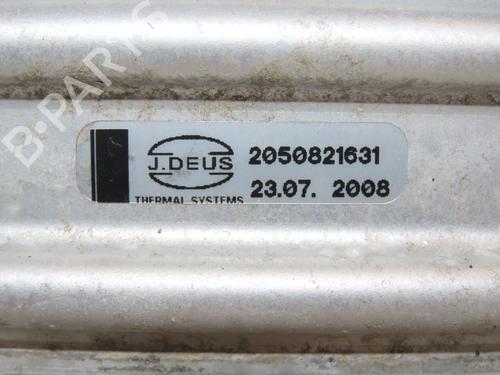 B-PARTS
J.DEUS
THERMAL SYSTEMS
2050821631
23.07. 2008